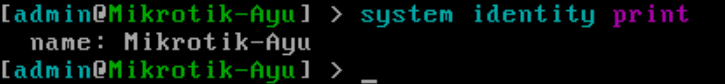 [admin@Mikrotik-Ayu] > system identity print
  name: Mikrotik-Ayu
[admin@Mikrotik-Ayu] > _